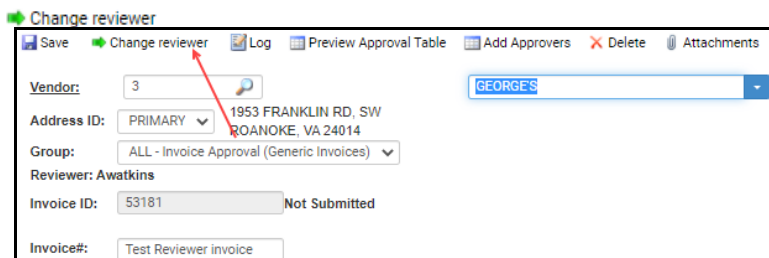 Change reviewer
Save Change reviewer Log Preview Approval Table Add Approvers Delete Attachments
Vendor: 3 GEORGE'S
Address ID: PRIMARY 1953 FRANKLIN RD, SW
ROANOKE, VA 24014
Group: ALL - Invoice Approval (Generic Invoices)
Reviewer: Awatkins
Invoice ID: 53181 Not Submitted
Invoice#: Test Reviewer invoice